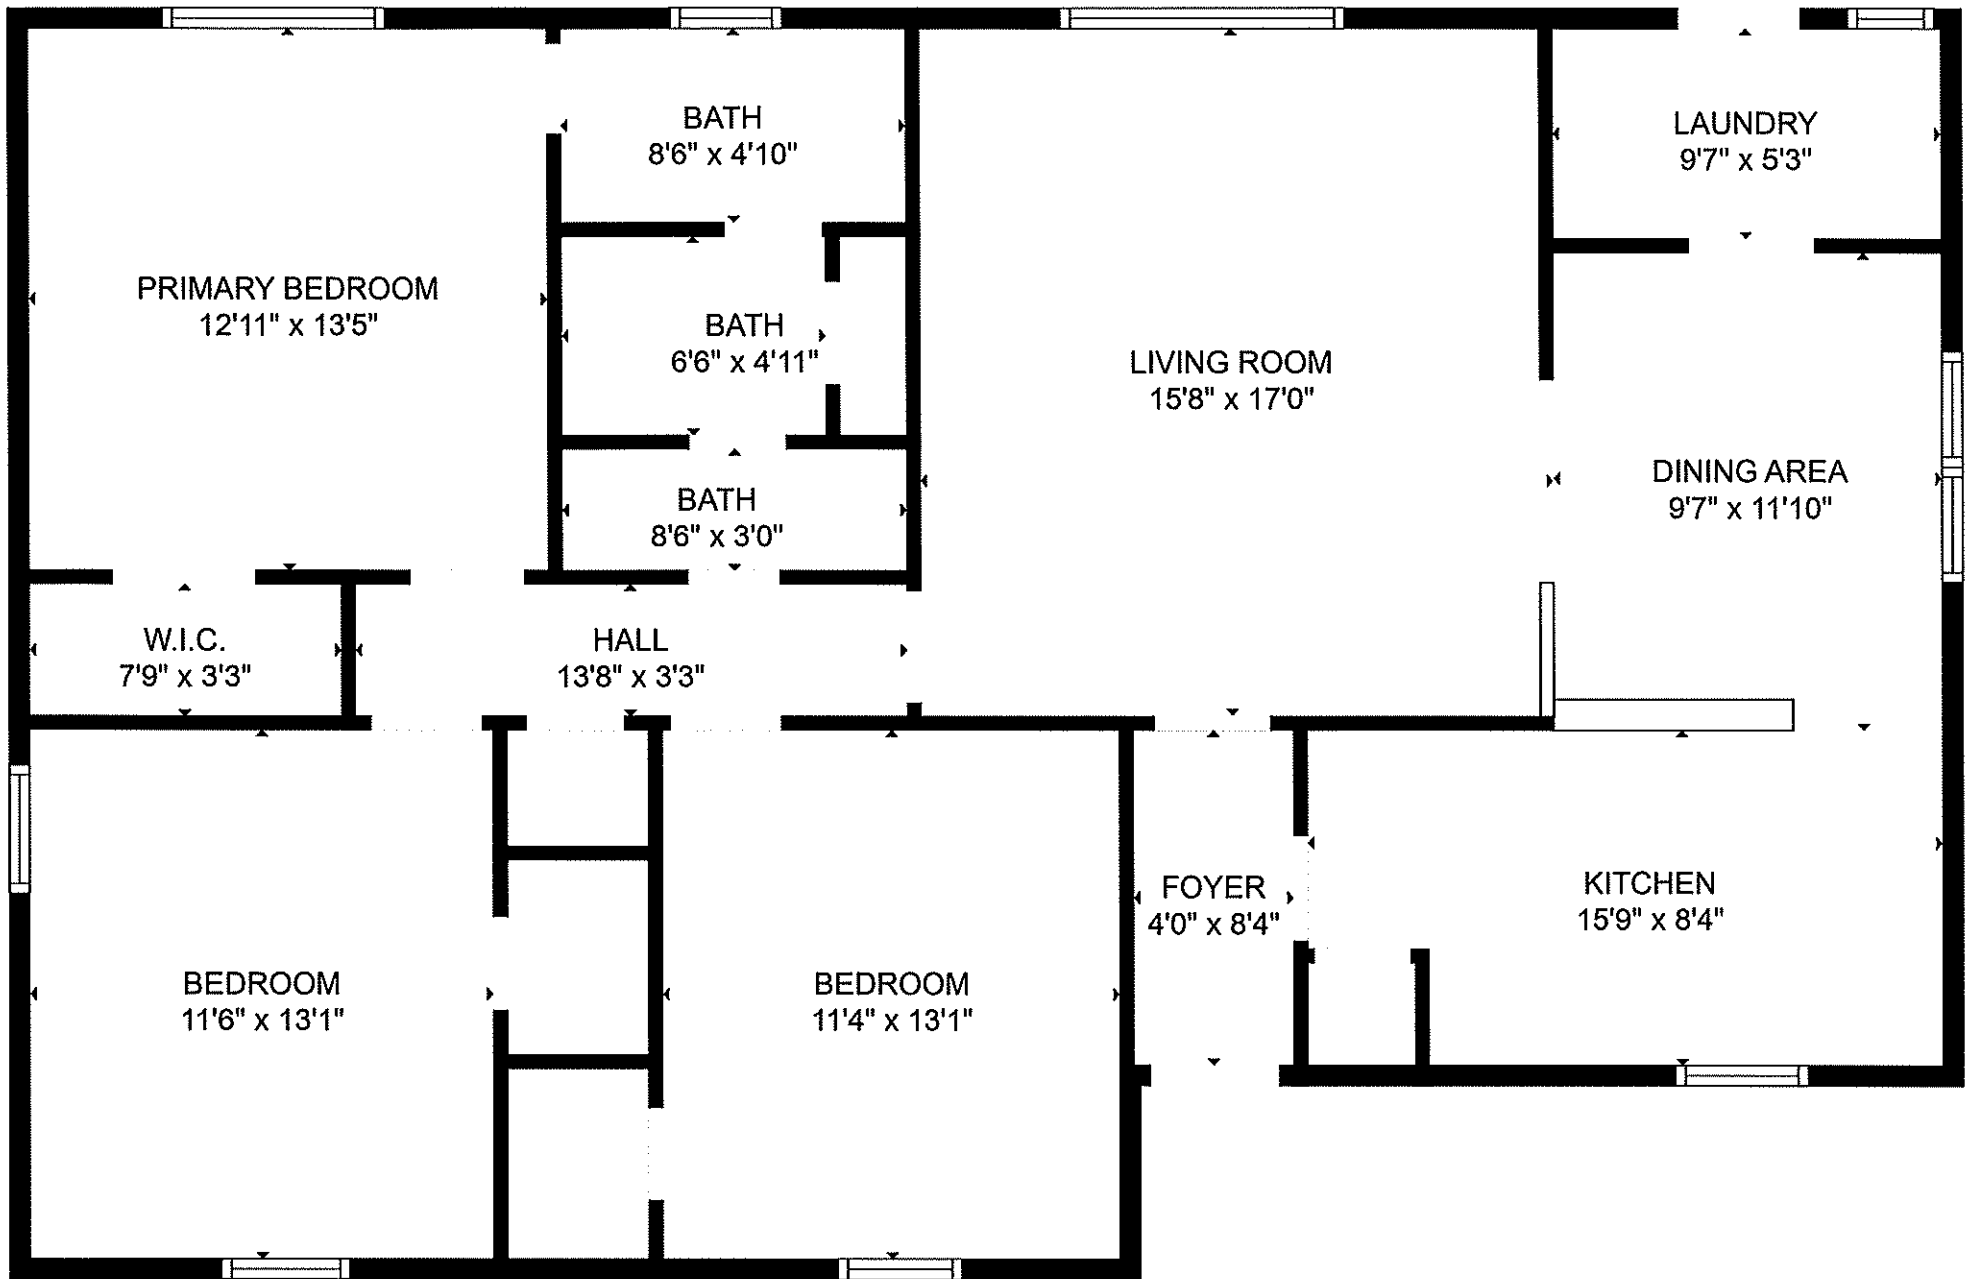 BATH
8'6" x 4'10"
LAUNDRY
9'7" x 5'3"
PRIMARY BEDROOM
12'11" x 13'5"
BATH
6'6" x 4'11"
LIVING ROOM
15'8" x 17'0"
DINING AREA
9'7" x 11'10"
BATH
8'6" x 3'0"
W.I.C.
7'9" x 3'3"
HALL
13'8" x 3'3"
FOYER
4'0" x 8'4"
KITCHEN
15'9" x 8'4"
BEDROOM
11'6" x 13'1"
BEDROOM
11'4" x 13'1"